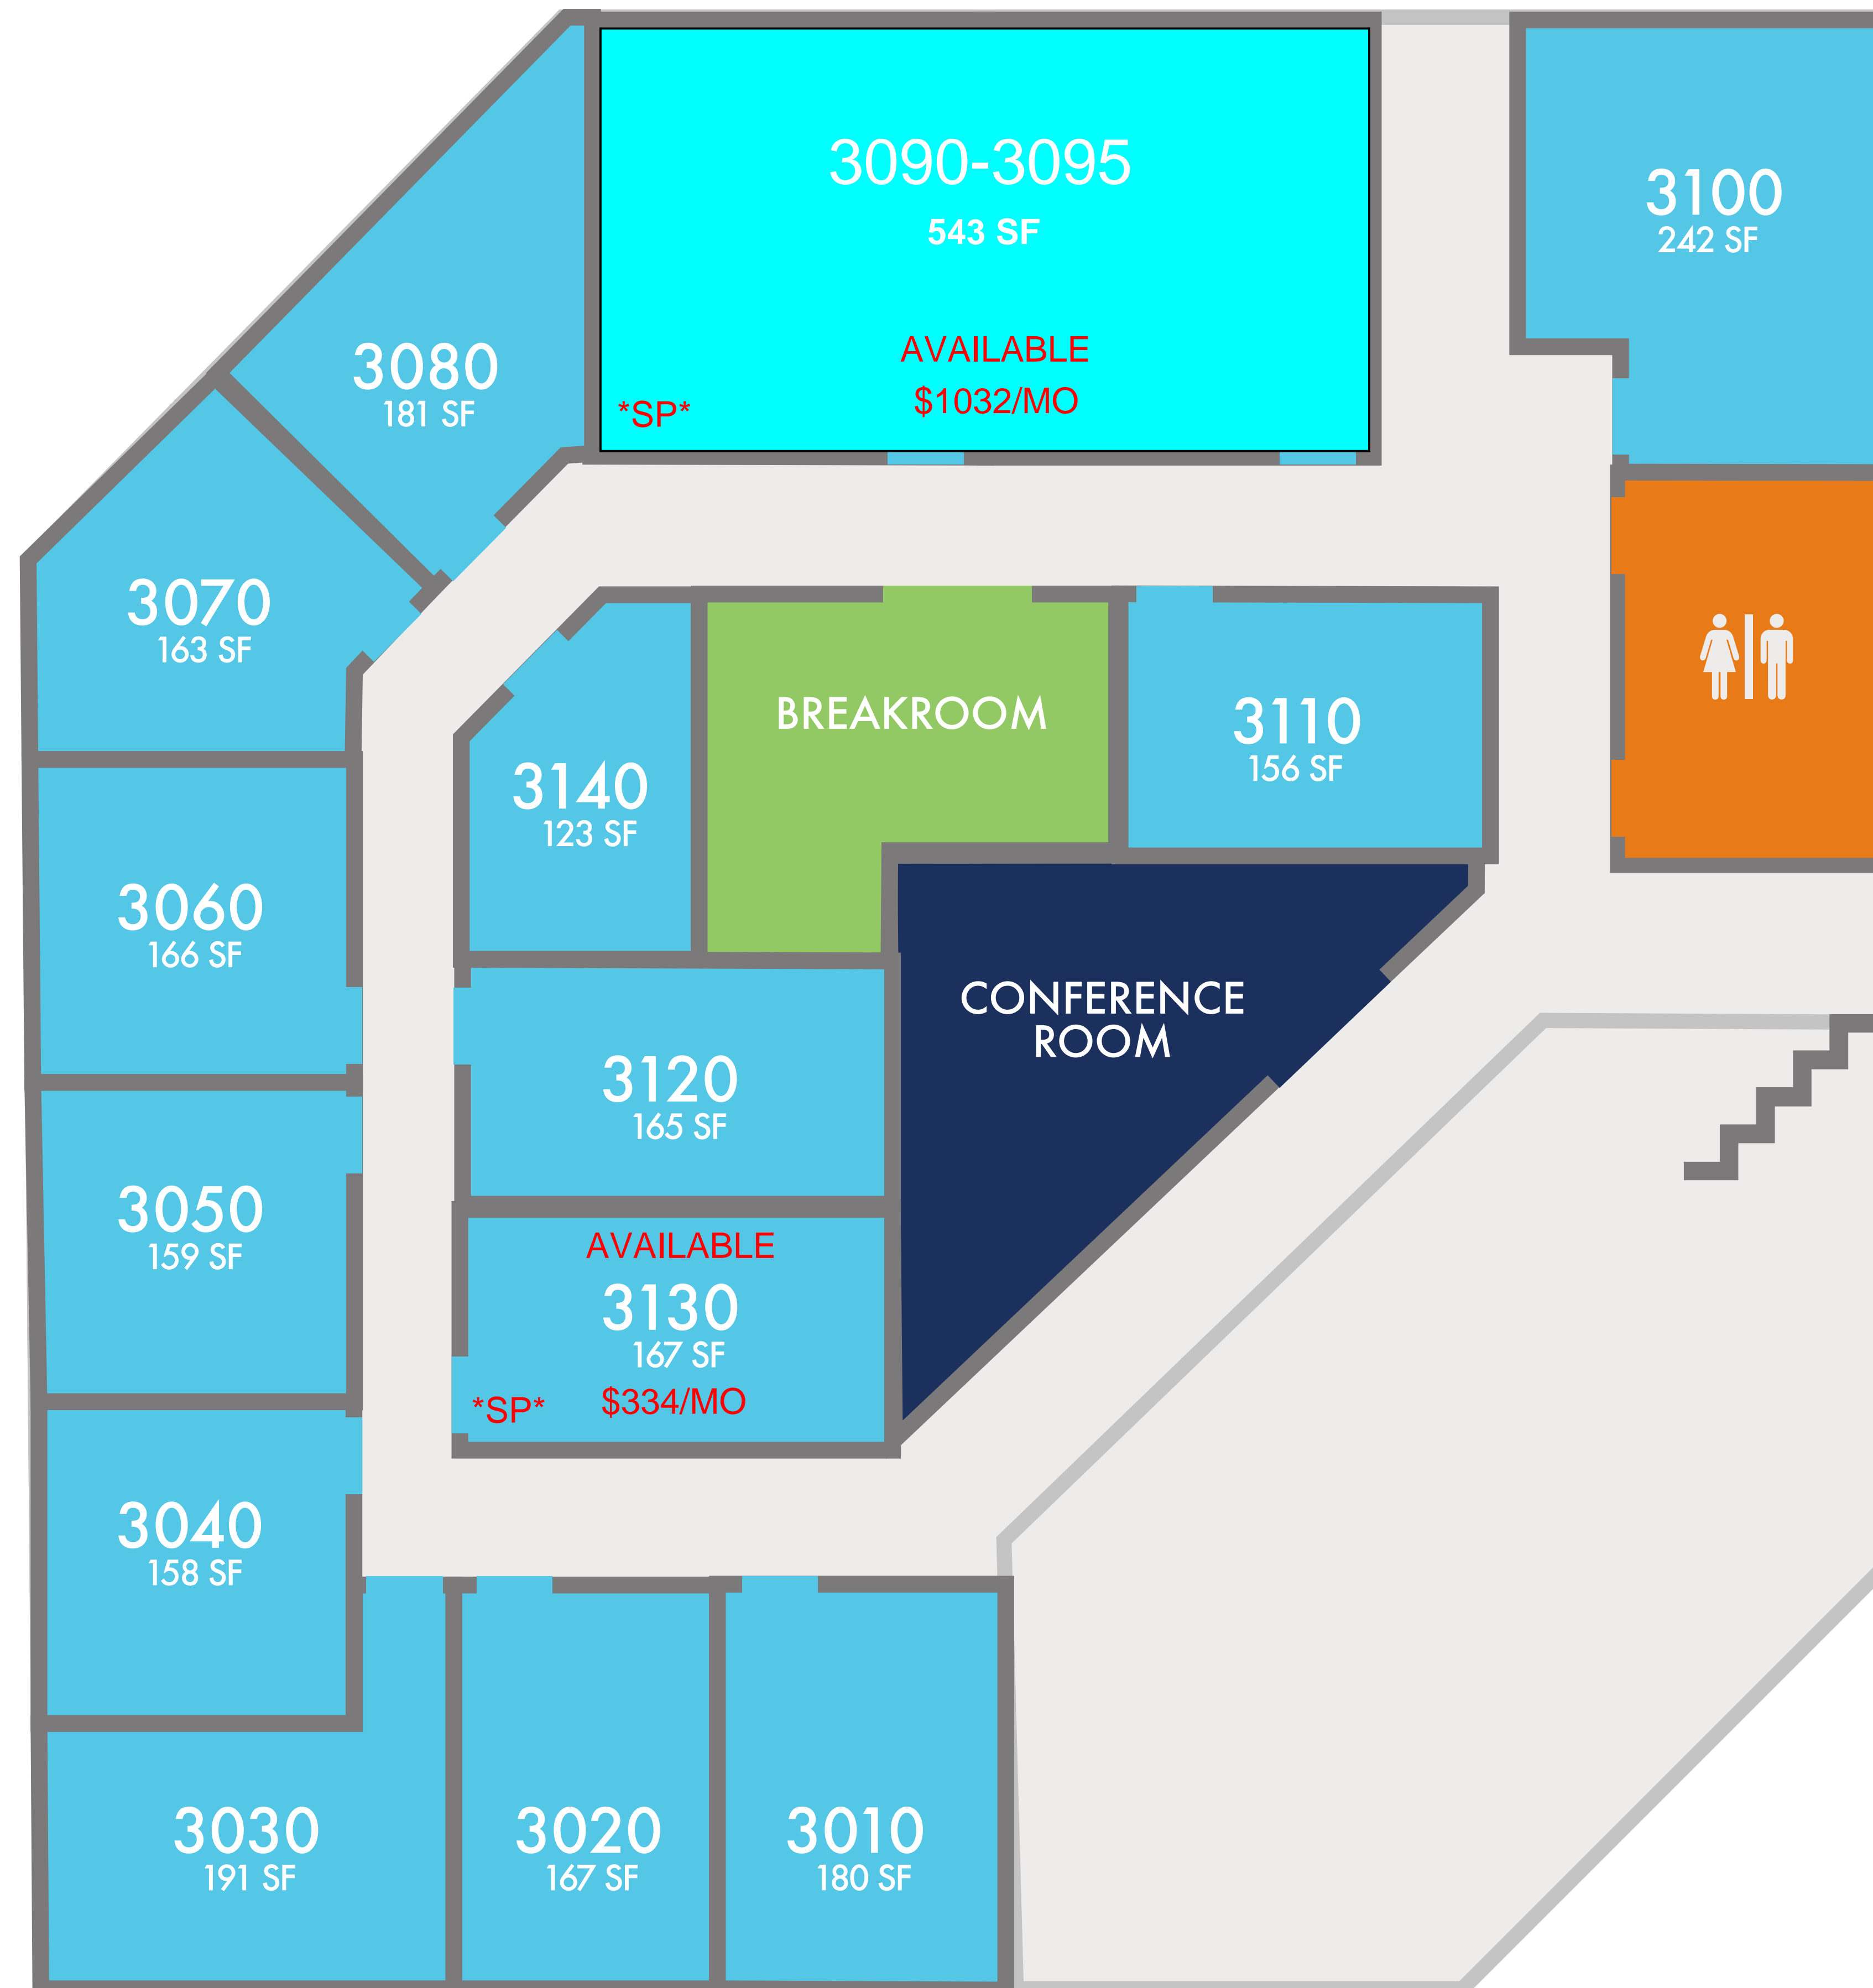 3090-3095
543 SF
AVAILABLE
$1032/MO
*SP*
3100
242 SF
3080
181 SF
3070
163 SF
BREAKROOM
3110
156 SF
3140
123 SF
3060
166 SF
CONFERENCE
ROOM
3120
165 SF
3050
159 SF
AVAILABLE
3130
167 SF
$334/MO
*SP*
3040
158 SF
3030
191 SF
3020
167 SF
3010
180 SF